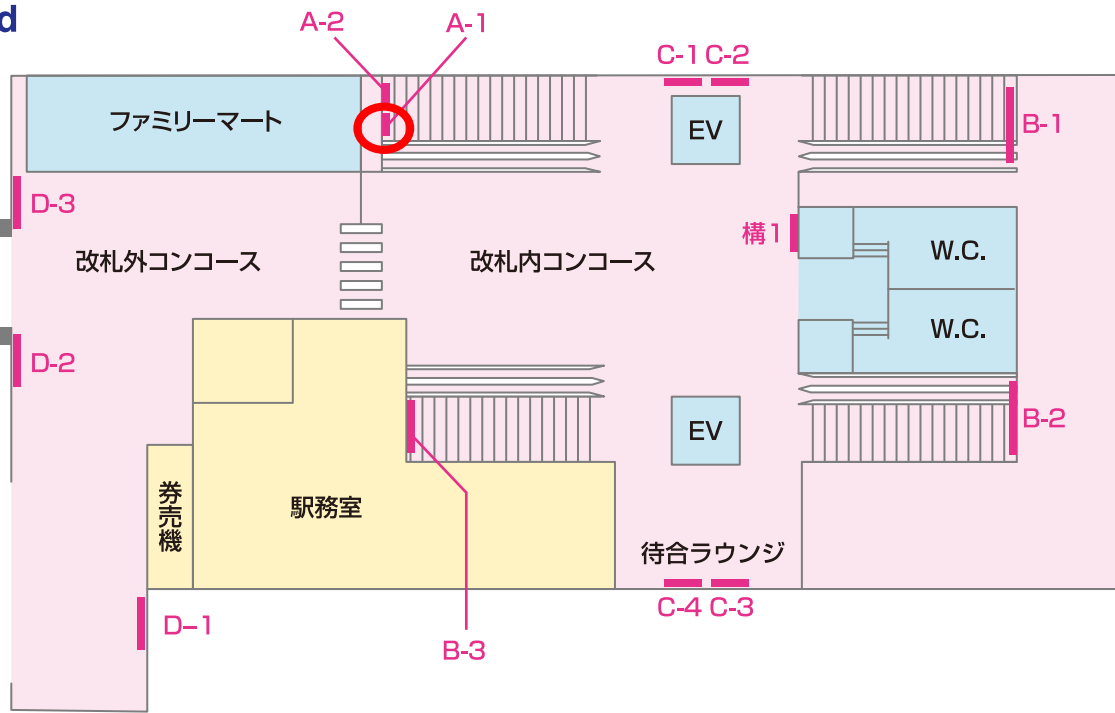 d
A-2
A-1
C-1 C-2
ファミリーマート
EV
B-1
D-3
構1
改札外コンコース
改札内コンコース
W.C.
W.C.
D-2
EV
B-2
券売機
駅務室
待合ラウンジ
C-4 C-3
D-1
B-3